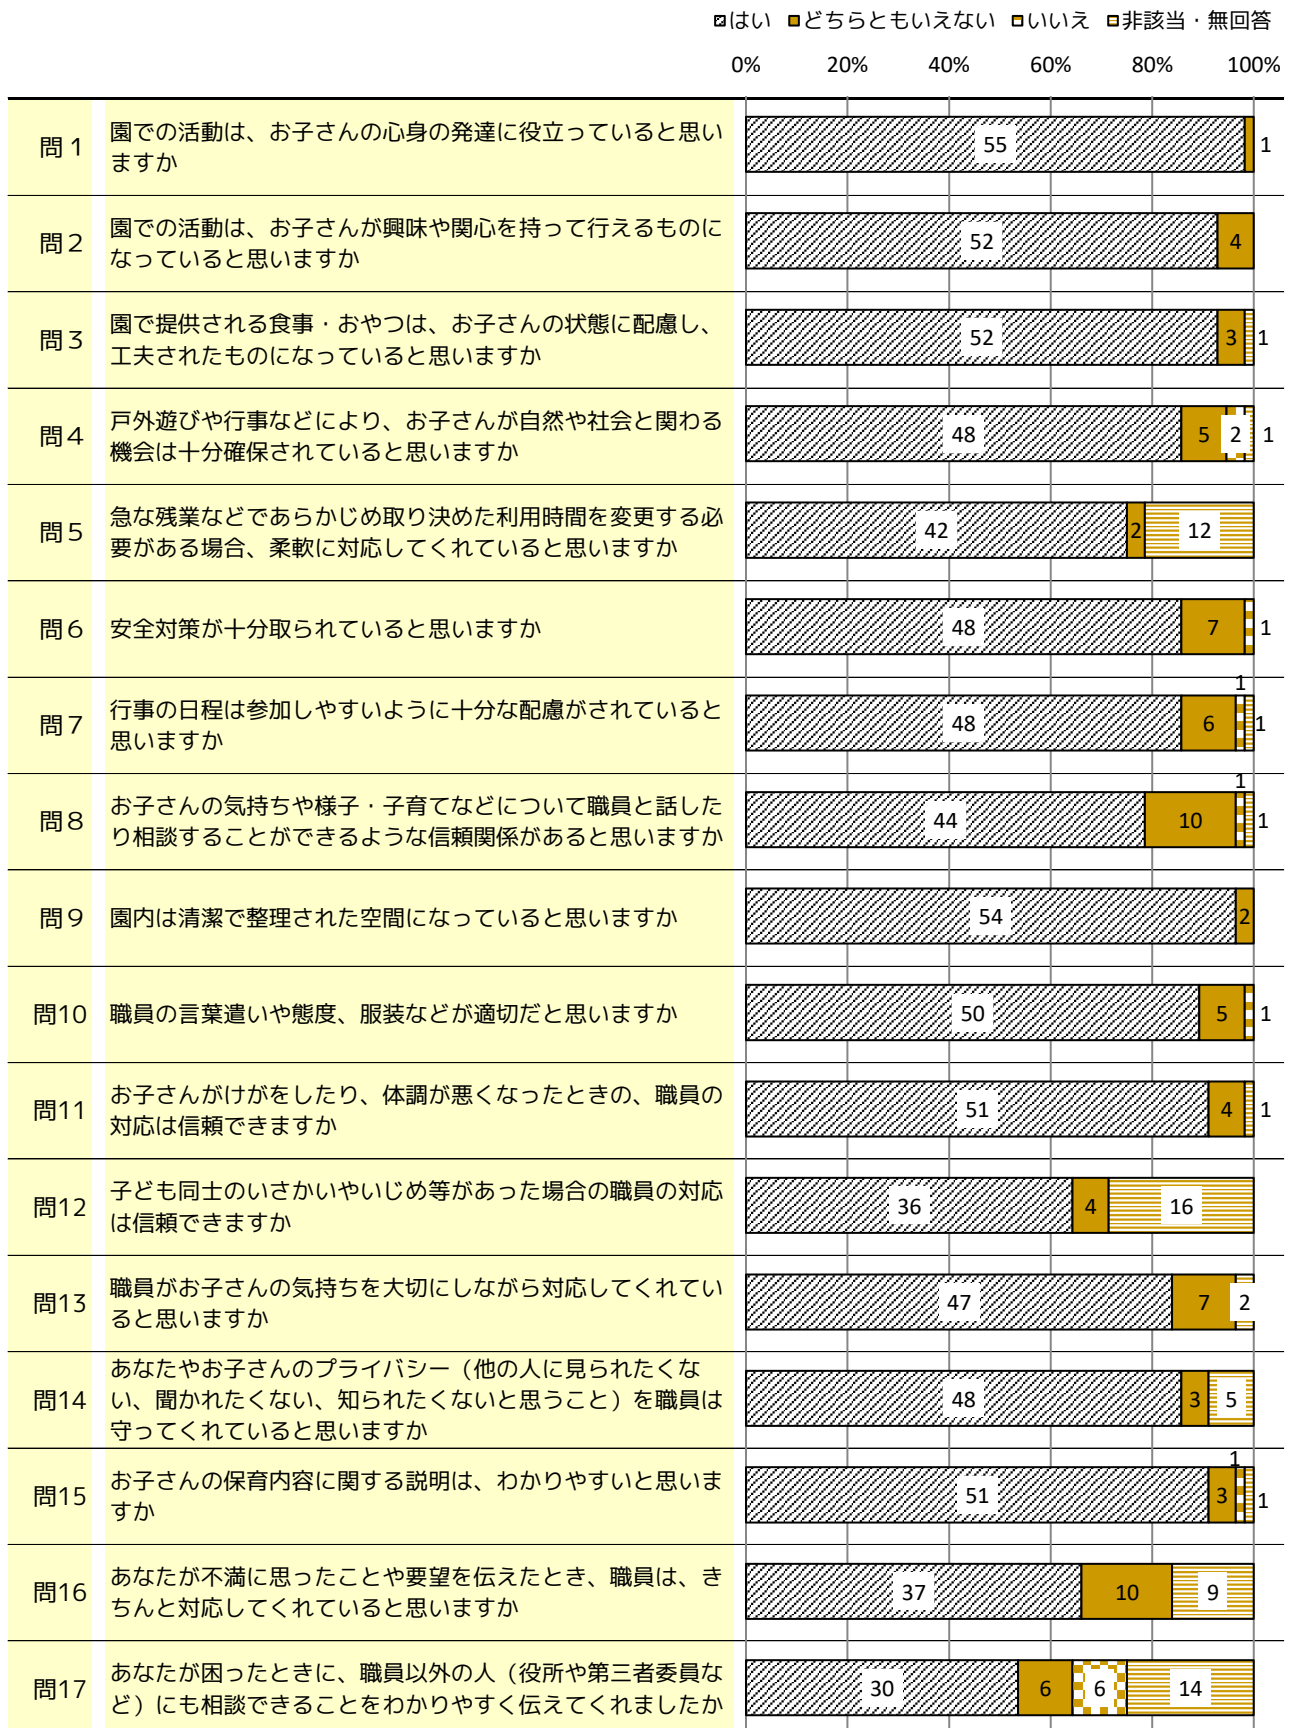 はい どちらともいえない いいえ 非該当・無回答
0% 20% 40% 60% 80% 100%
問1 園での活動は、お子さんの心身の発達に役立っていると思い
ますか
55 1
問2 園での活動は、お子さんが興味や関心を持って行えるものに
なっていると思いますか
52 4
問3 園で提供される食事・おやつは、お子さんの状態に配慮し、
工夫されたものになっていると思いますか
52 3 1
問4 戸外遊びや行事などにより、お子さんが自然や社会と関わる
機会は十分確保されていると思いますか
48 5 2 1
問5 急な残業などであらかじめ取り決めた利用時間を変更する必
要がある場合、柔軟に対応してくれていると思いますか
42 2 12
問6 安全対策が十分取られていると思いますか
48 7 1
問7 行事の日程は参加しやすいように十分な配慮がされていると
思いますか
48 6 1 1
問8 お子さんの気持ちや様子・子育てなどについて職員と話した
り相談することができるような信頼関係があると思いますか
44 10 1 1
問9 園内は清潔で整理された空間になっていると思いますか
54 2
問10 職員の言葉遣いや態度、服装などが適切だと思いますか
50 5 1
問11 お子さんがけがをしたり、体調が悪くなったときの、職員の
対応は信頼できますか
51 4 1
問12 子ども同士のいさかいやいじめ等があった場合の職員の対応
は信頼できますか
36 4 16
問13 職員がお子さんの気持ちを大切にしながら対応してくれてい
ると思いますか
47 7 2
問14 あなたやお子さんのプライバシー（他の人に見られたくな
い、聞かれたくない、知られたくないと思うこと）を職員は
守ってくれていると思いますか
48 3 5
問15 お子さんの保育内容に関する説明は、わかりやすいと思いま
すか
51 3 1 1
問16 あなたが不満に思ったことや要望を伝えたとき、職員は、き
ちんと対応してくれていると思いますか
37 10 9
問17 あなたが困ったときに、職員以外の人（役所や第三者委員な
ど）にも相談できることをわかりやすく伝えてくれましたか
30 6 6 14